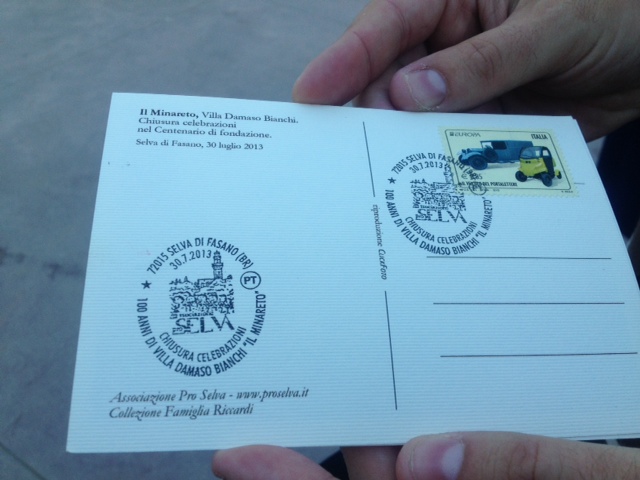 Il Minareto, Villa Damaso Bianchi.
Chiusura celebrazioni
nel Centenario di fondazione.
Selva di Fasano, 30 luglio 2013
EUROPA
ITALIA
72015 SELVA DI FASANO (BR)
30.7.2013
SELVA
CHIUSURA CELEBRAZIONI
100 ANNI DI VILLA DAMASO BIANCHI "IL MINARETO"
riproduzione
72015 SELVA DI FASANO (BR)
30.7.2013
PT
ASSOCIAZIONE
SELVA
CHIUSURA CELEBRAZIONI
100 ANNI DI VILLA DAMASO BIANCHI "IL MINARETO"
Associazione Pro Selva - www.proselva.it
Collezione Famiglia Riccardi